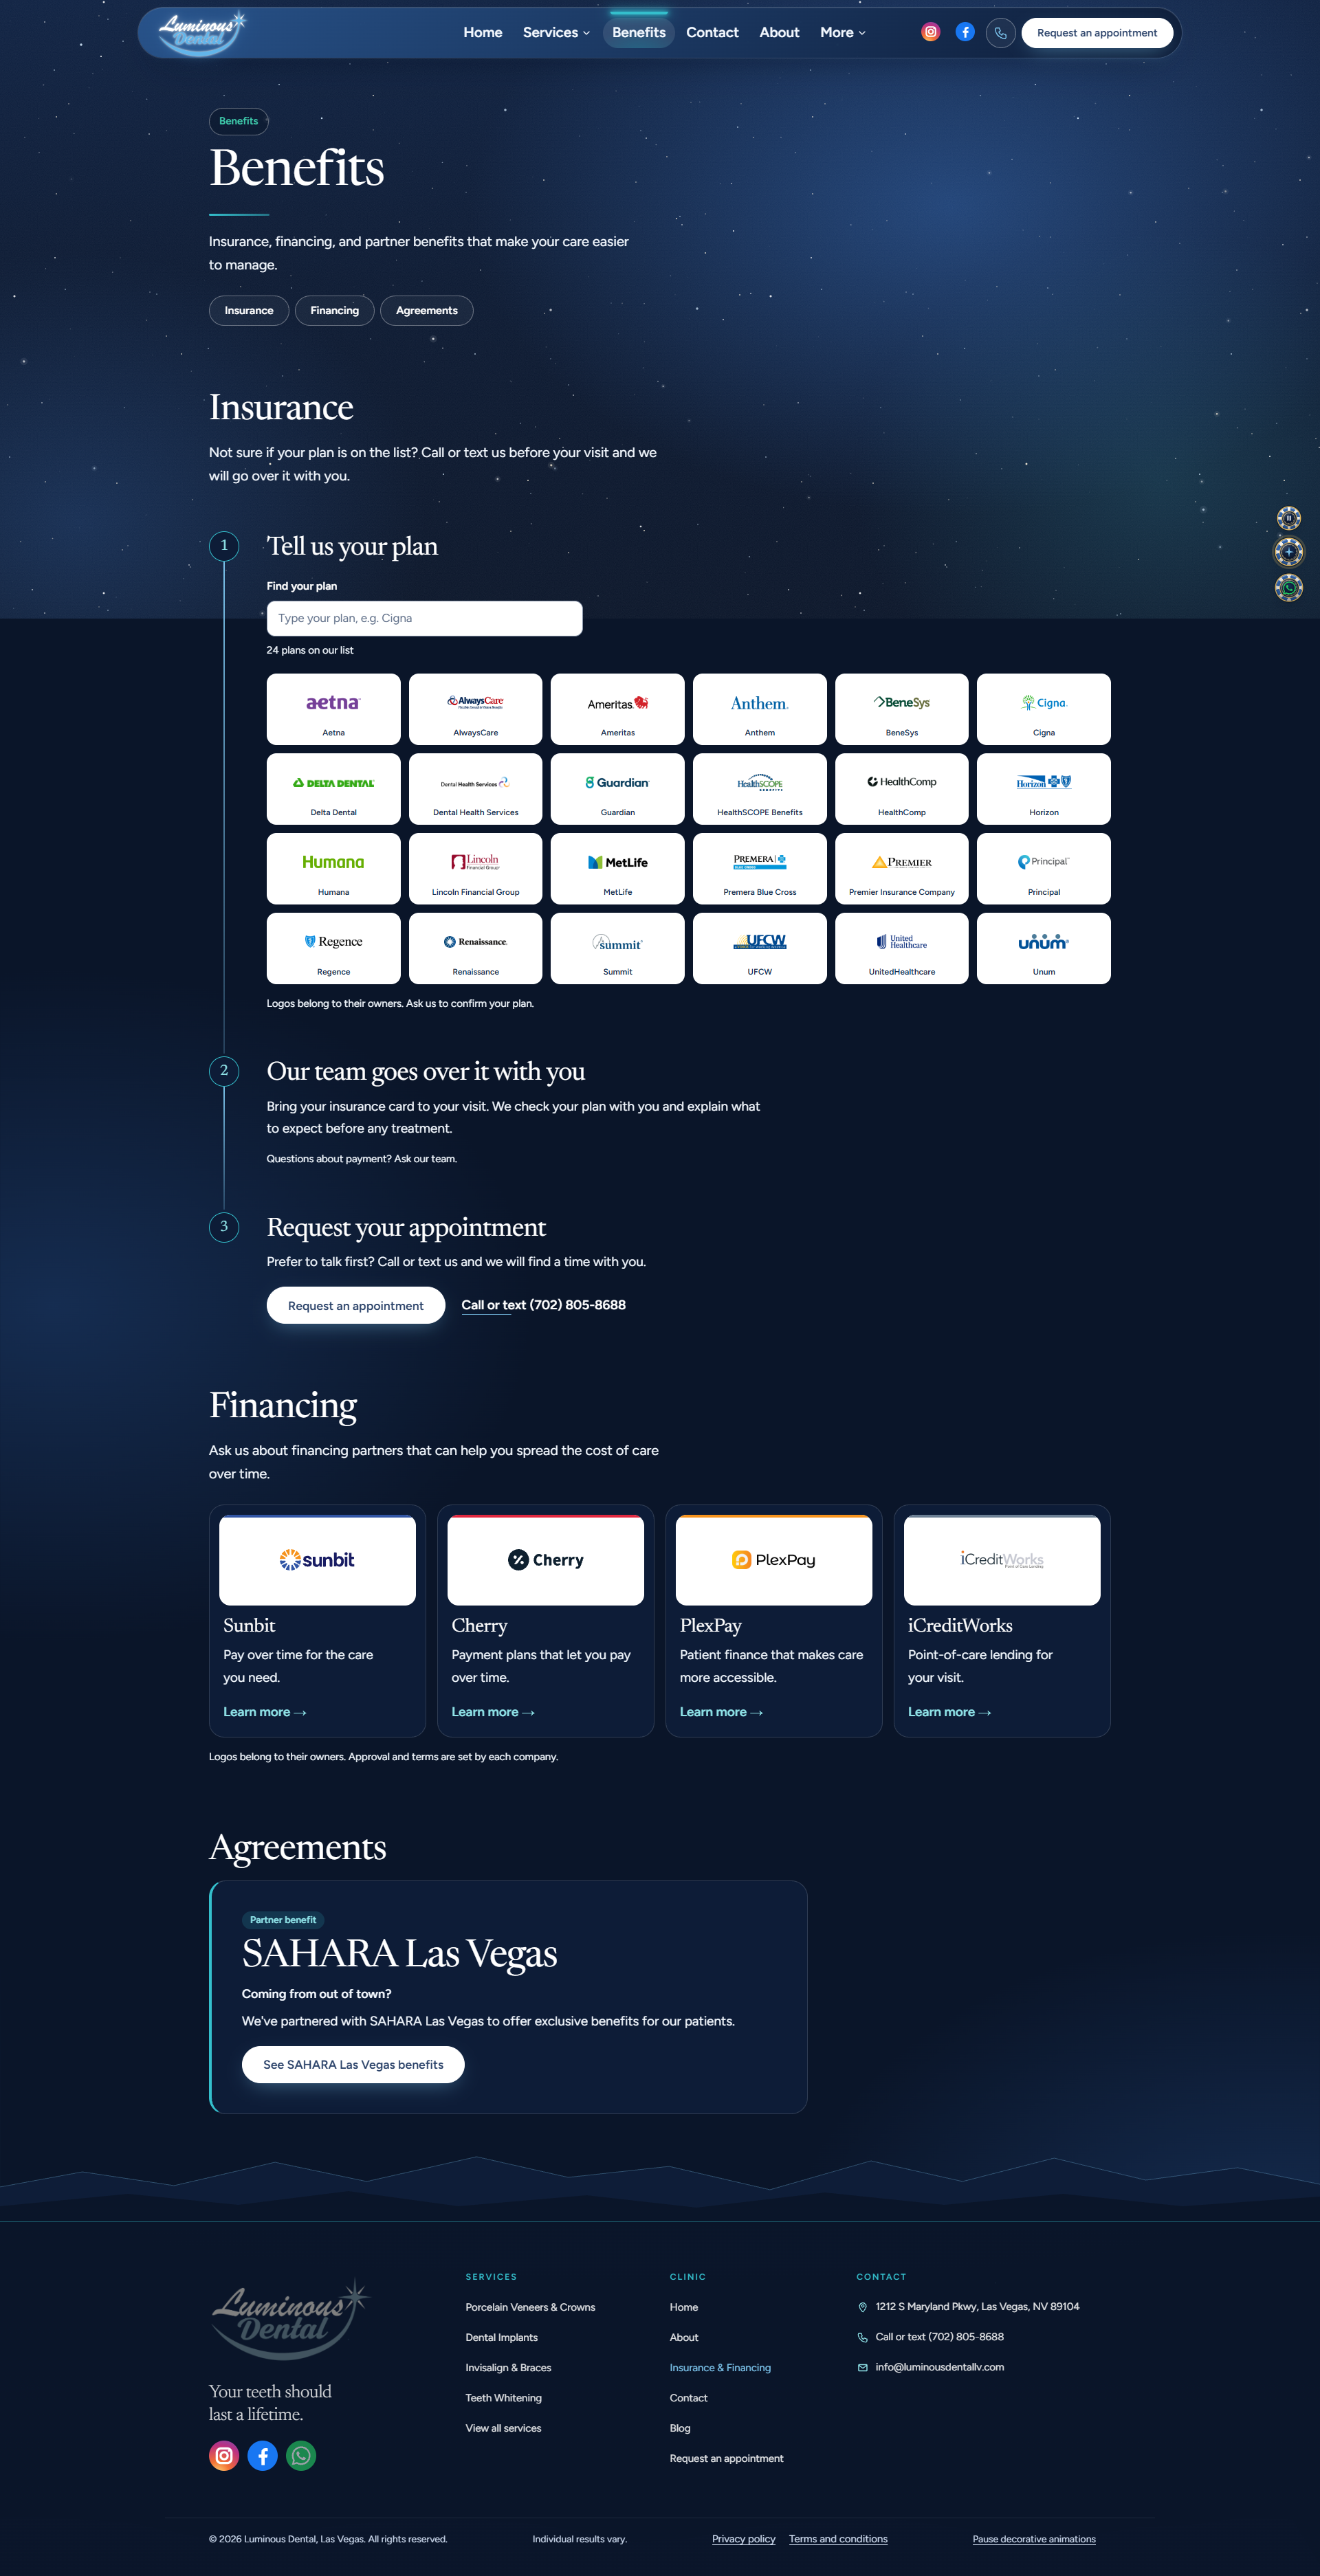 Luminous Dental
Home Services Benefits Contact About More
Request an appointment
Benefits
Benefits
Insurance, financing, and partner benefits that make your care easier
to manage.
Insurance Financing Agreements
Insurance
Not sure if your plan is on the list? Call or text us before your visit and we
will go over it with you.
1
Tell us your plan
Find your plan
Type your plan, e.g. Cigna
24 plans on our list
aetna AlwaysCare Ameritas Anthem BeneSys Cigna
Aetna AlwaysCare Ameritas Anthem BeneSys Cigna
DELTA DENTAL Dental Health Services Guardian HealthSCOPE BENEFITS HealthComp Horizon
Delta Dental Dental Health Services Guardian HealthSCOPE Benefits HealthComp Horizon
Humana Lincoln Financial Group MetLife PREMERA PREMIER Principal
Humana Lincoln Financial Group MetLife Premera Blue Cross Premier Insurance Company Principal
Regence Renaissance summit UFCW United Healthcare unum
Regence Renaissance Summit UFCW UnitedHealthcare Unum
Logos belong to their owners. Ask us to confirm your plan.
2
Our team goes over it with you
Bring your insurance card to your visit. We check your plan with you and explain what
to expect before any treatment.
Questions about payment? Ask our team.
3
Request your appointment
Prefer to talk first? Call or text us and we will find a time with you.
Request an appointment Call or text (702) 805-8688
Financing
Ask us about financing partners that can help you spread the cost of care
over time.
sunbit Cherry PlexPay iCreditWorks
Point of Care Lending
Sunbit Cherry PlexPay iCreditWorks
Pay over time for the care
you need.
Payment plans that let you pay
over time.
Patient finance that makes care
more accessible.
Point-of-care lending for
your visit.
Learn more → Learn more → Learn more → Learn more →
Logos belong to their owners. Approval and terms are set by each company.
Agreements
Partner benefit
SAHARA Las Vegas
Coming from out of town?
We've partnered with SAHARA Las Vegas to offer exclusive benefits for our patients.
See SAHARA Las Vegas benefits
Luminous
Dental
Your teeth should
last a lifetime.
SERVICES
Porcelain Veneers & Crowns
Dental Implants
Invisalign & Braces
Teeth Whitening
View all services
CLINIC
Home
About
Insurance & Financing
Contact
Blog
Request an appointment
CONTACT
1212 S Maryland Pkwy, Las Vegas, NV 89104
Call or text (702) 805-8688
info@luminousdentallv.com
© 2026 Luminous Dental, Las Vegas. All rights reserved. Individual results vary. Privacy policy Terms and conditions Pause decorative animations